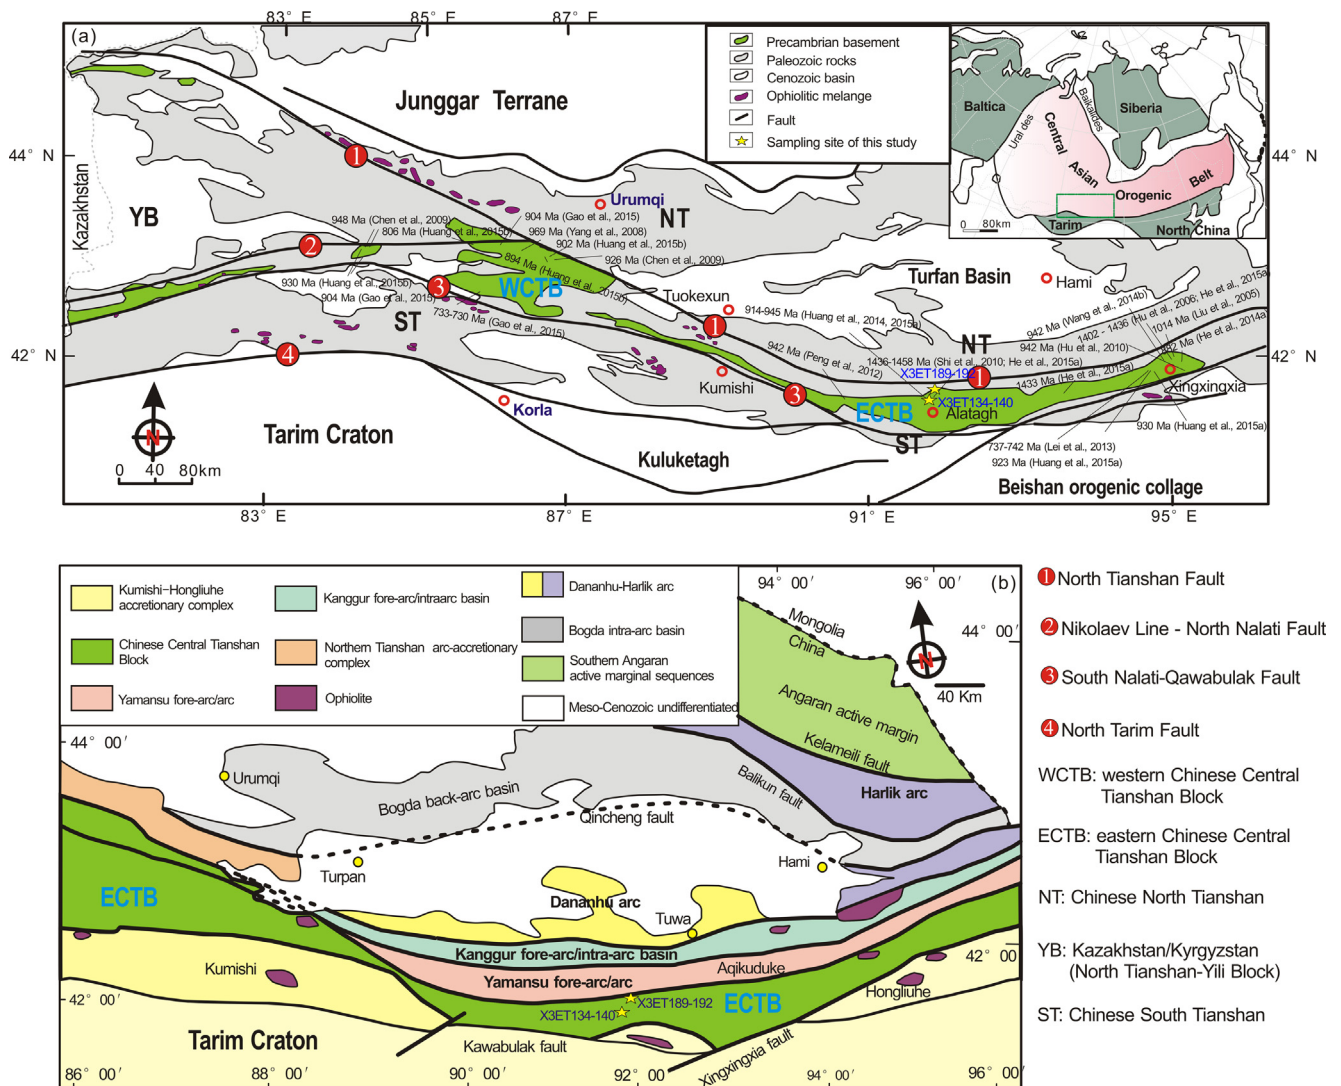 83° E
85° E
87° E
(a)
Junggar Terrane
Precambrian basement
Paleozoic rocks
Cenozoic basin
Ophiolitic melange
Fault
Sampling site of this study
Baltica
Siberia
Ural des
Baikalides
Central
Asian
Orogenic
Belt
Tarim
North China
0 80km
44° N
44° N
Kazakhstan
YB
1
Urumqi
NT
948 Ma (Chen et al., 2009)
806 Ma (Huang et al., 2015b)
904 Ma (Gao et al., 2015)
969 Ma (Yang et al., 2008)
902 Ma (Huang et al., 2015b)
926 Ma (Chen et al., 2009)
2
894 Ma (Huang et al., 2015b)
WCTB
930 Ma (Huang et al., 2015b)
904 Ma (Gao et al., 2015)
3
733-730 Ma (Gao et al., 2015)
ST
4
Turfan Basin
Hami
Tuokexun
1
914-945 Ma (Huang et al., 2014, 2015a)
942 Ma (Wang et al., 2014b)
1402 - 1436 (Hu et al., 2006; He et al., 2015a)
1014 Ma (Liu et al., 2005)
942 Ma (Hu et al., 2010)
NT
942 Ma (Peng et al., 2012)
1436-1458 Ma (Shi et al., 2010; He et al., 2015a)
X3ET189-192
1
1433 Ma (He et al., 2015a)
42° N
42° N
Kumishi
3
X3ET134-140
Xingxingxia
ECTB
Alatagh
ST
930 Ma (Huang et al., 2015a)
737-742 Ma (Lei et al., 2013)
923 Ma (Huang et al., 2015a)
Korla
Tarim Craton
Kuluketagh
Beishan orogenic collage
N
0 40 80km
83° E
87° E
91° E
95° E
Kumishi-Hongliuhe
accretionary complex
Chinese Central Tianshan
Block
Yamansu fore-arc/arc
Kanggur fore-arc/intraarc basin
Northern Tianshan arc-accretionary
complex
Ophiolite
Dananhu-Harlik arc
Bogda intra-arc basin
Southern Angaran
active marginal sequences
Meso-Cenozoic undifferentiated
94° 00′
96° 00′
(b)
Mongolia
China
N
44° 00′
40 Km
Angaran active margin
Kelameili fault
Harlik arc
Balikun fault
44° 00′
Urumqi
Bogda back-arc basin
Qincheng fault
Turpan
Hami
ECTB
Dananhu arc
Tuwa
Kanggur fore-arc/intra-arc basin
42° 00′
Kumishi
Yamansu fore-arc/arc
Aqikuduke
Hongliuhe
42° 00′
X3ET189-192
X3ET134-140
ECTB
Tarim Craton
Kawabulak fault
Xingxingxia fault
86° 00′
88° 00′
90° 00′
92° 00′
94° 00′
96° 00′
1 North Tianshan Fault
2 Nikolaev Line - North Nalati Fault
3 South Nalati-Qawabulak Fault
4 North Tarim Fault
WCTB: western Chinese Central
Tianshan Block
ECTB: eastern Chinese Central
Tianshan Block
NT: Chinese North Tianshan
YB: Kazakhstan/Kyrgyzstan
(North Tianshan-Yili Block)
ST: Chinese South Tianshan